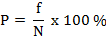 P = f/N x 100 %